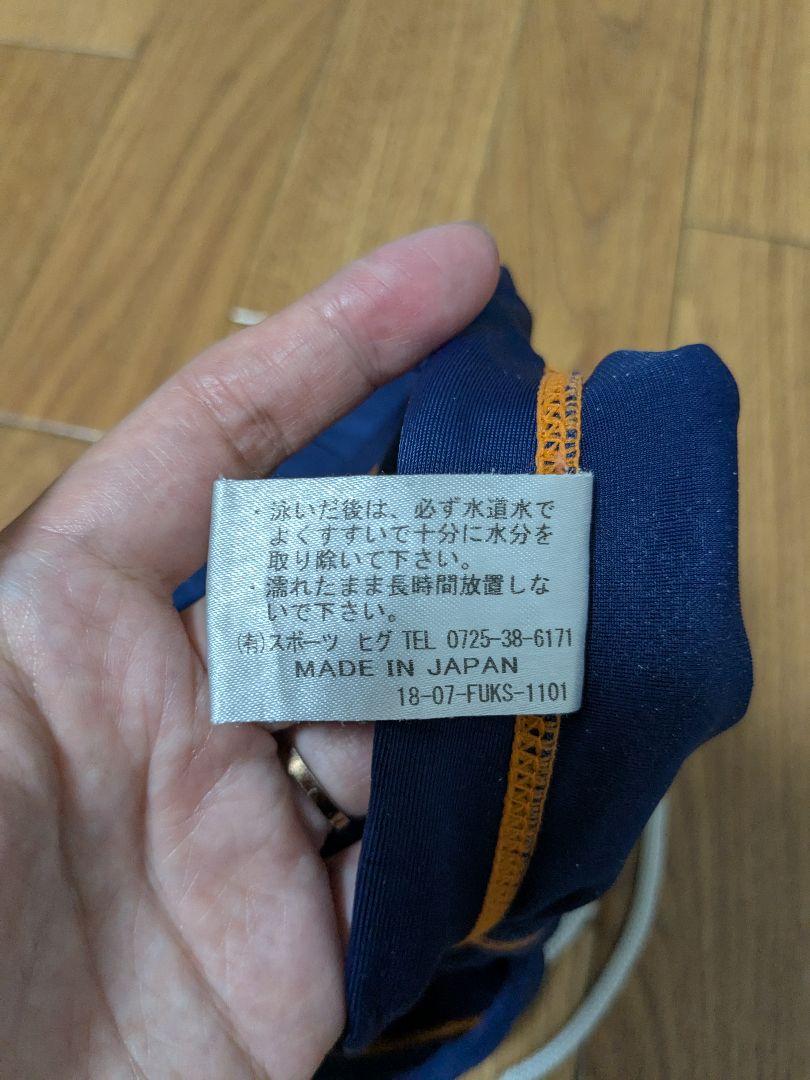 ・泳いだ後は、必ず水道水で
よくすすいで十分に水分を
取り除いて下さい。
・濡れたまま長時間放置しな
いで下さい。
(有)スポーツ ヒグ TEL 0725-38-6171
MADE IN JAPAN
18-07-FUKS-1101